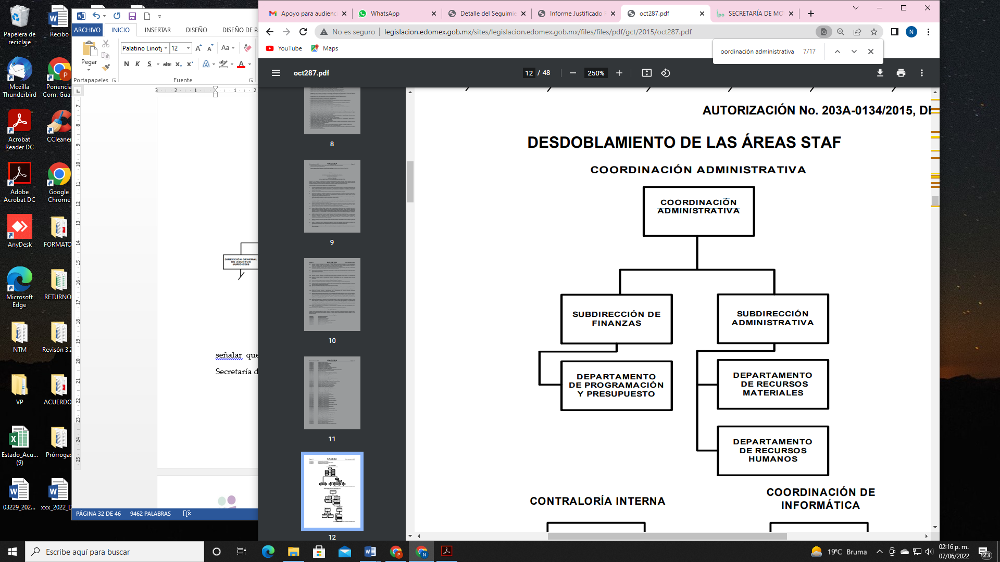 Papelera de
reciclaje
Recibo
Mozilla
Thunderbird
Ponencia
Com. Gua...
Acrobat
Reader DC
CCleaner
Adobe
Acrobat DC
Google
Chrome
AnyDesk
FORMATO
Microsoft
Edge
RETURNO
NTM
Revisón 3.2
VP
ACUERDO
Estado_Acu...
(9)
Prórrogas
03229_202...
xxx_2022_D
ARCHIVO INICIO INSERTAR DISEÑO DISEÑO DE PA
Pegar
Portapapeles
Palatino Linoty 12
N K S abc x₂ x² A
Fuente
DIRECCIÓN GENERAL
DE ASUNTOS
JURÍDICOS
señalar que
Secretaría d
PÁGINA 32 DE 46 9462 PALABRAS
Apoyo para audienc
WhatsApp
Detalle del Seguimie
Informe Justificado
oct287.pdf
SECRETARÍA DE MO
No es seguro legislacion.edomex.gob.mx/sites/legislacion.edomex.gob.mx/files/files/pdf/gct/2015/oct287.pdf
YouTube Maps
oordinación administrativa 7/17
oct287.pdf 12 / 48 250%
8
9
10
11
12
AUTORIZACIÓN No. 203A-0134/2015, DE
DESDOBLAMIENTO DE LAS ÁREAS STAF
COORDINACIÓN ADMINISTRATIVA
COORDINACIÓN
ADMINISTRATIVA
SUBDIRECCIÓN DE
FINANZAS
SUBDIRECCIÓN
ADMINISTRATIVA
DEPARTAMENTO
DE PROGRAMACIÓN
Y PRESUPUESTO
DEPARTAMENTO
DE RECURSOS
MATERIALES
DEPARTAMENTO
DE RECURSOS
HUMANOS
CONTRALORÍA INTERNA
COORDINACIÓN DE
INFORMÁTICA
Escribe aquí para buscar
19°C Bruma
02:16 p. m.
07/06/2022
23